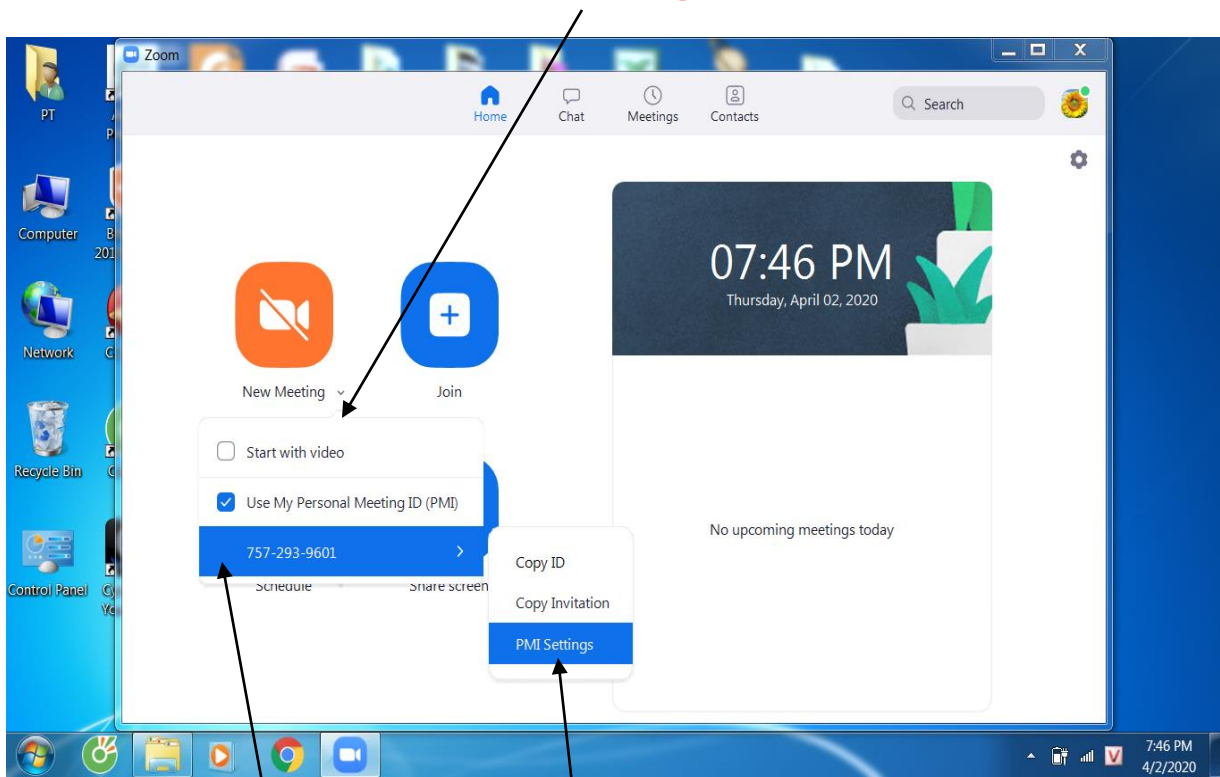 Zoom
PT
Home
Chat
Meetings
Contacts
Search
Computer
201
07:46 PM
Thursday, April 02, 2020
Network
New Meeting
Join
Start with video
Recycle Bin
Use My Personal Meeting ID (PMI)
757-293-9601
No upcoming meetings today
Copy ID
Control Panel
Schedule
Share screen
Copy Invitation
PMI Settings
7:46 PM
4/2/2020